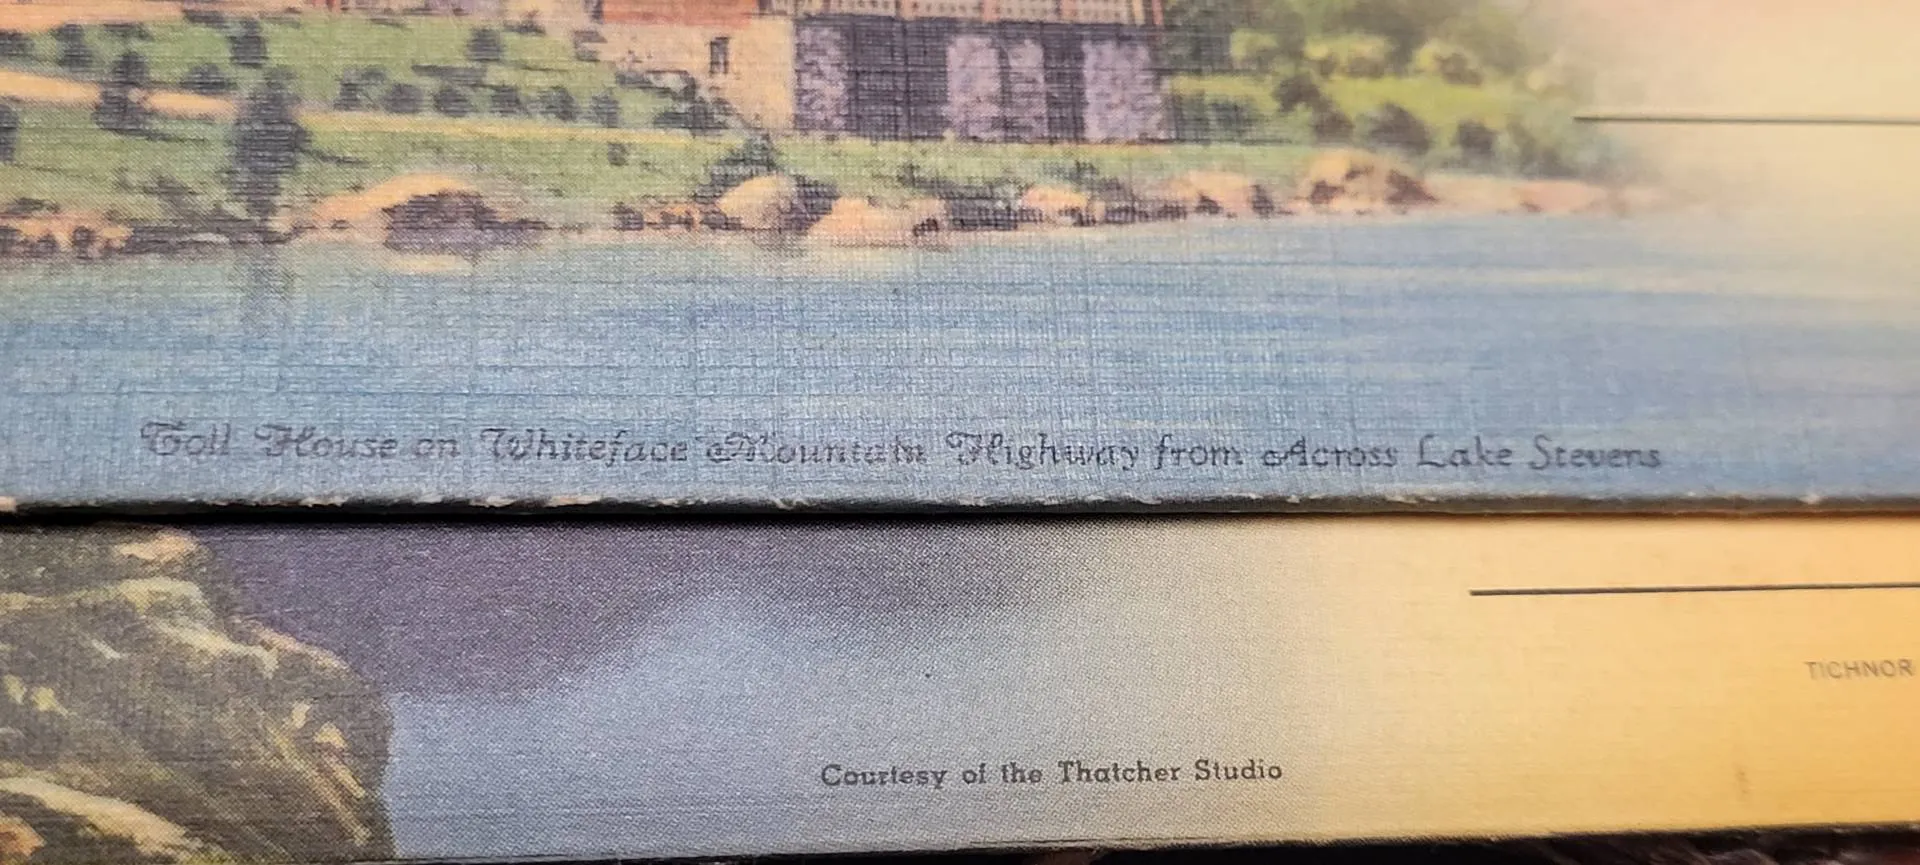 Toll House on Whiteface Mountain Highway from Across Lake Stevens
TICHNOR
Courtesy of the Thatcher Studio